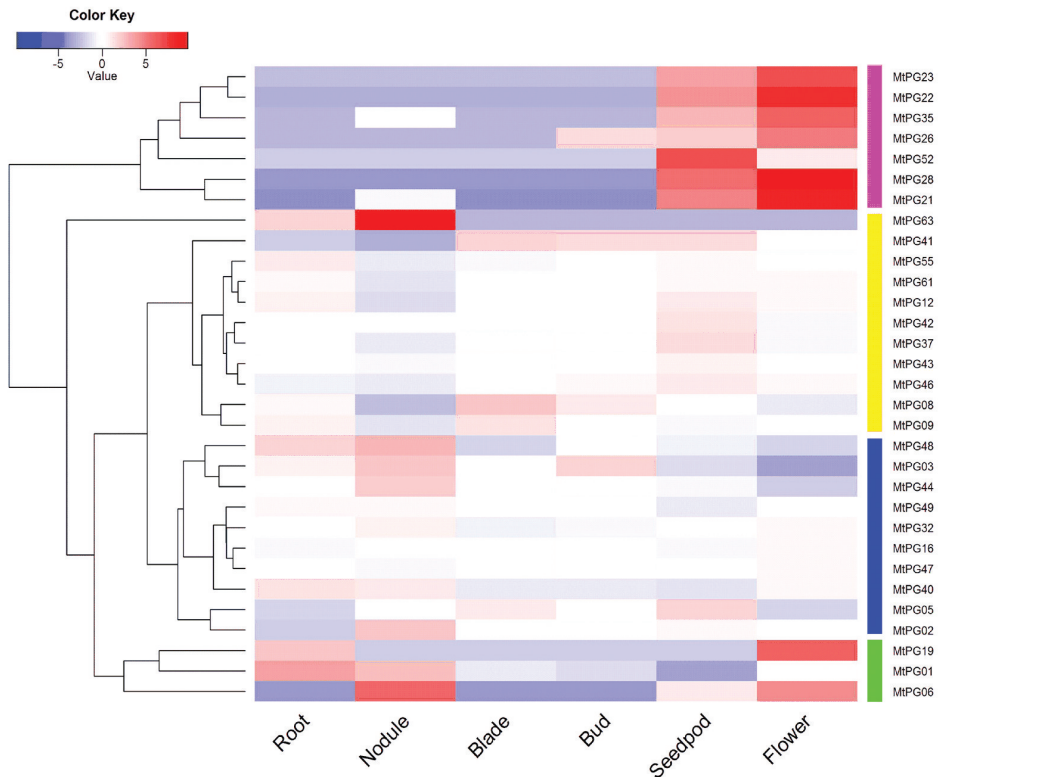 Color Key
-5 0 5
Value
MtPG23
MtPG22
MtPG35
MtPG26
MtPG52
MtPG28
MtPG21
MtPG63
MtPG41
MtPG55
MtPG61
MtPG12
MtPG42
MtPG37
MtPG43
MtPG46
MtPG08
MtPG09
MtPG48
MtPG03
MtPG44
MtPG49
MtPG32
MtPG16
MtPG47
MtPG40
MtPG05
MtPG02
MtPG19
MtPG01
MtPG06
Root Nodule Blade Bud Seedpod Flower